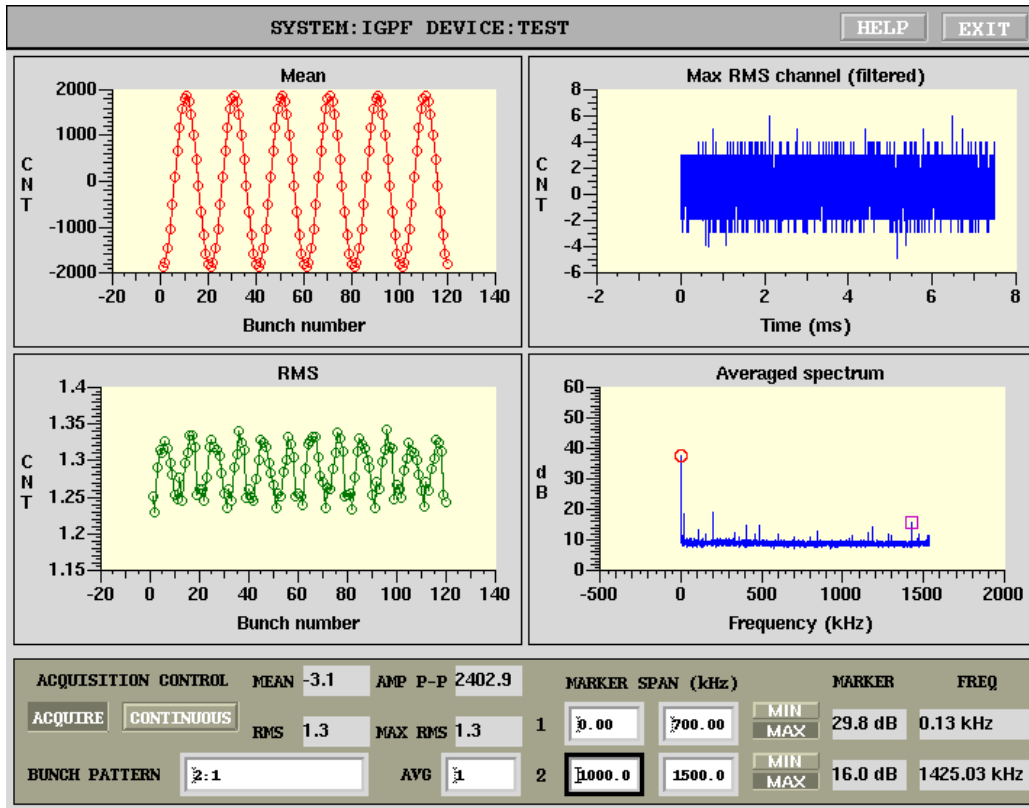 SYSTEM:IGPF DEVICE:TEST HELP EXIT
Mean
2000
1000
0
-1000
-2000
CNT
-20 0 20 40 60 80 100 120 140
Bunch number
Max RMS channel (filtered)
8
6
4
2
0
-2
-4
-6
CNT
-2 0 2 4 6 8
Time (ms)
RMS
1.4
1.35
1.3
1.25
1.2
1.15
CNT
-20 0 20 40 60 80 100 120 140
Bunch number
Averaged spectrum
60
50
40
30
20
10
0
dB
-500 0 500 1000 1500 2000
Frequency (kHz)
ACQUISITION CONTROL MEAN -3.1 AMP P-P 2402.9 MARKER SPAN (kHz) MARKER FREQ
ACQUIRE CONTINUOUS RMS 1.3 MAX RMS 1.3 1 0.00 700.00 MIN MAX 29.8 dB 0.13 kHz
BUNCH PATTERN 2:1 AVG 1 2 1000.0 1500.0 MIN MAX 16.0 dB 1425.03 kHz